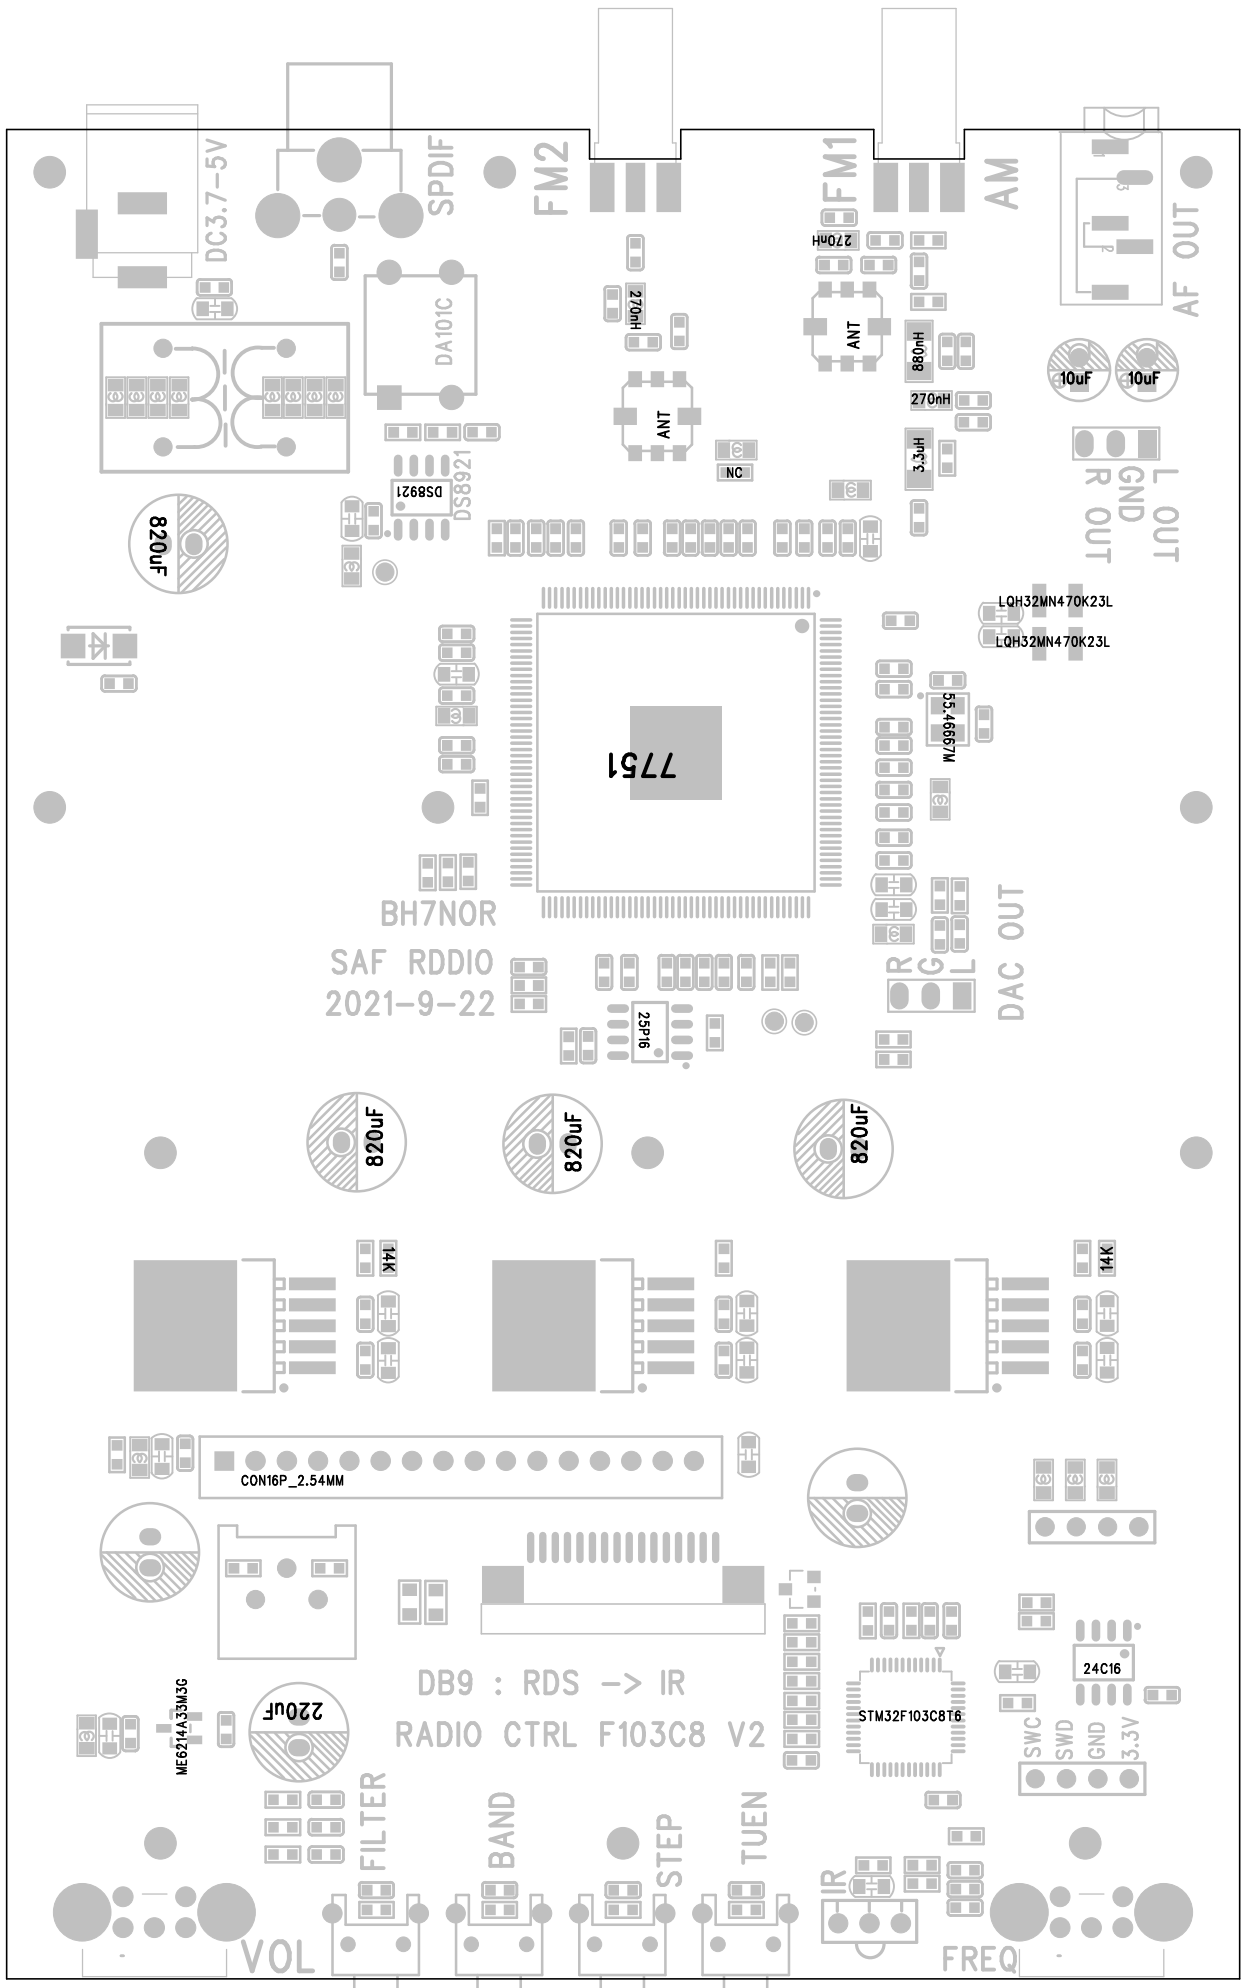 DC3.7-5V
SPDIF
FM2
FM1
AM
AF OUT
270nH
270nH
DA101C
ANT
880nH
10uF
10uF
270nH
ANT
3.3uH
NC
DS8921
DS8921
R OUT
GND
L OUT
820uF
LQH32MN470K23L
LQH32MN470K23L
55.46667M
7751
BH7NOR
SAF RDDIO
2021-9-22
R
G
L
DAC OUT
25P16
820uF
820uF
820uF
14K
14K
CON16P_2.54MM
DB9 : RDS -> IR
RADIO CTRL F103C8 V2
24C16
ME6214A33M3G
220uF
STM32F103C8T6
SWC
SWD
GND
3.3V
FILTER
BAND
STEP
TUEN
IR
VOL
FREQ